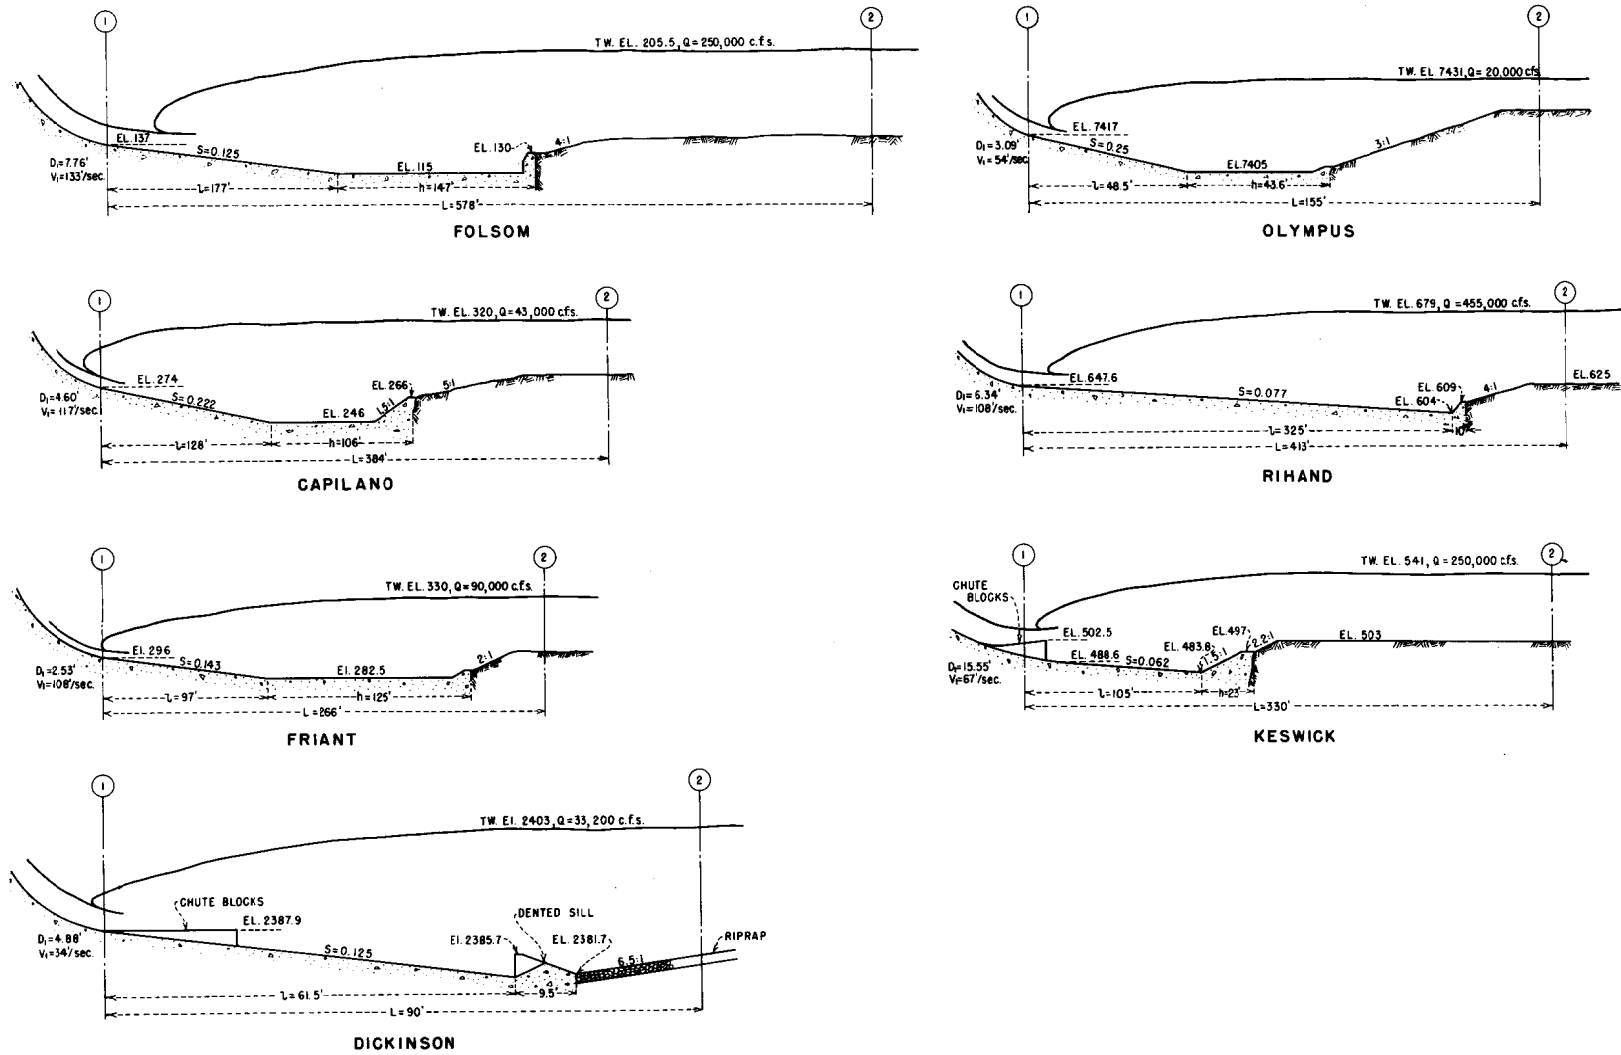 1
2
TW. EL. 205.5, Q = 250,000 c.f.s.
EL. 137
S=0.125
EL. 130
4:1
D₁=7.76'
V₁=133'/sec.
EL. 115
l=177'
h=147'
L=578'
FOLSOM
1
2
TW. EL. 7431, Q = 20,000 cfs.
EL. 7417
S=0.25
3:1
D₁=3.09'
V₁=54'/sec.
EL. 7405
l=48.5'
h=43.6'
L=155'
OLYMPUS
1
2
TW. EL. 320, Q=43,000 c.f.s.
EL. 274
EL. 266
5:1
D₁=4.60'
V₁=117'/sec.
S=0.222
1.5:1
EL. 246
l=128'
h=106'
L=384'
CAPILANO
1
2
TW. EL. 679, Q = 455,000 c.f.s.
EL. 647.6
EL. 625
EL. 609
4:1
S=0.077
EL. 604
D₁=6.34'
V₁=108'/sec.
l=325'
10'
L=413'
RIHAND
1
2
TW. EL. 330, Q=90,000 c.f.s.
El. 296
S=0.143
2:1
D₁=2.53'
V₁=108'/sec.
El. 282.5
l=97'
h=125'
L=266'
FRIANT
1
2
TW. EL. 541, Q = 250,000 c.f.s.
CHUTE
BLOCKS
EL. 502.5
EL. 497
2.2:1
EL. 503
EL. 488.6
EL. 483.8
1.5:1
S=0.062
D₁=15.55'
V₁=67'/sec.
l=105'
h=23'
L=330'
KESWICK
1
2
TW. El. 2403, Q=33,200 c.f.s.
CHUTE BLOCKS
EL. 2387.9
DENTED SILL
El. 2385.7
EL. 2381.7
RIPRAP
D₁=4.88'
V₁=34'/sec.
S=0.125
6.5:1
l=61.5'
9.5'
L=90'
DICKINSON